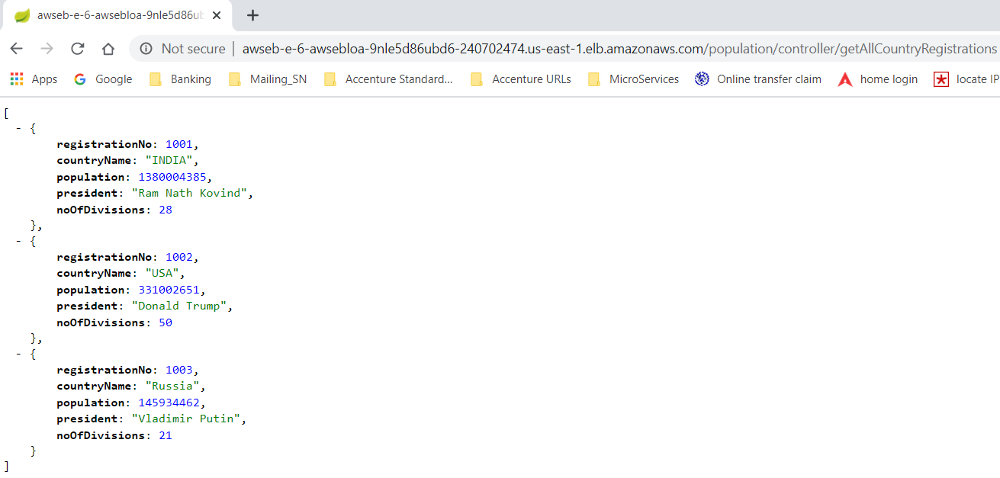 awseb-e-6-awsebloa-9nle5d86ub
Not secure | awseb-e-6-awsebloa-9nle5d86ubd6-240702474.us-east-1.elb.amazonaws.com/population/controller/getAllCountryRegistrations
Apps Google Banking Mailing_SN Accenture Standard... Accenture URLs MicroServices Online transfer claim home login locate IP
[
- {
registrationNo: 1001,
countryName: "INDIA",
population: 1380004385,
president: "Ram Nath Kovind",
noOfDivisions: 28
},
- {
registrationNo: 1002,
countryName: "USA",
population: 331002651,
president: "Donald Trump",
noOfDivisions: 50
},
- {
registrationNo: 1003,
countryName: "Russia",
population: 145934462,
president: "Vladimir Putin",
noOfDivisions: 21
}
]